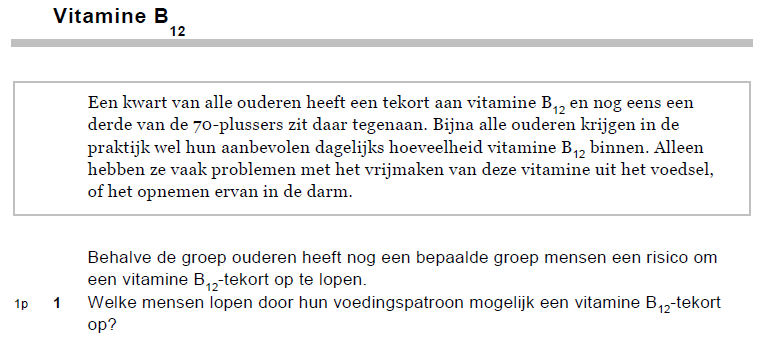 Vitamine B12
Een kwart van alle ouderen heeft een tekort aan vitamine B12 en nog eens een
derde van de 70-plussers zit daar tegenaan. Bijna alle ouderen krijgen in de
praktijk wel hun aanbevolen dagelijks hoeveelheid vitamine B12 binnen. Alleen
hebben ze vaak problemen met het vrijmaken van deze vitamine uit het voedsel,
of het opnemen ervan in de darm.
Behalve de groep ouderen heeft nog een bepaalde groep mensen een risico om
een vitamine B12-tekort op te lopen.
1p 1 Welke mensen lopen door hun voedingspatroon mogelijk een vitamine B12-tekort
op?